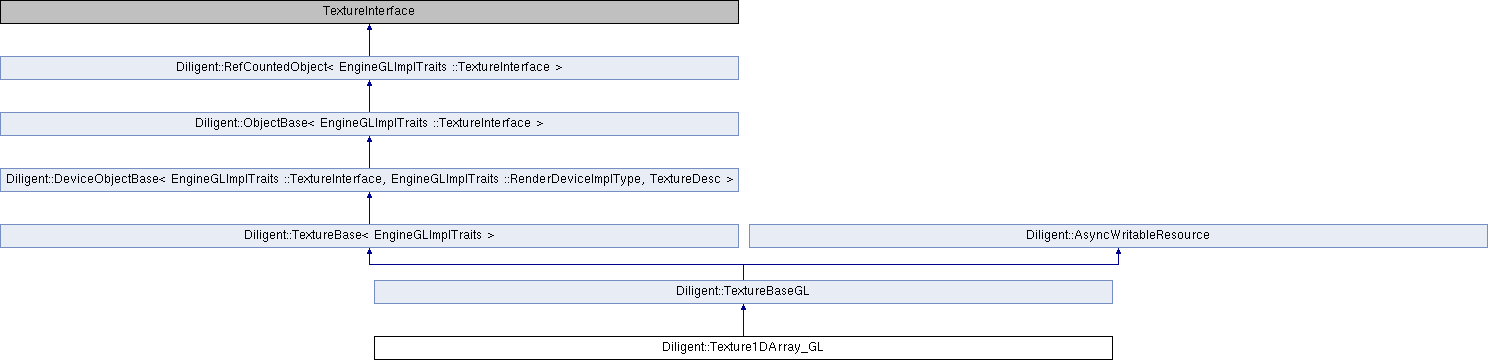 TextureInterface
Diligent::RefCountedObject< EngineGLImplTraits ::TextureInterface >
Diligent::ObjectBase< EngineGLImplTraits ::TextureInterface >
Diligent::DeviceObjectBase< EngineGLImplTraits ::TextureInterface, EngineGLImplTraits ::RenderDeviceImplType, TextureDesc >
Diligent::TextureBase< EngineGLImplTraits >
Diligent::AsyncWritableResource
Diligent::TextureBaseGL
Diligent::Texture1DArray_GL